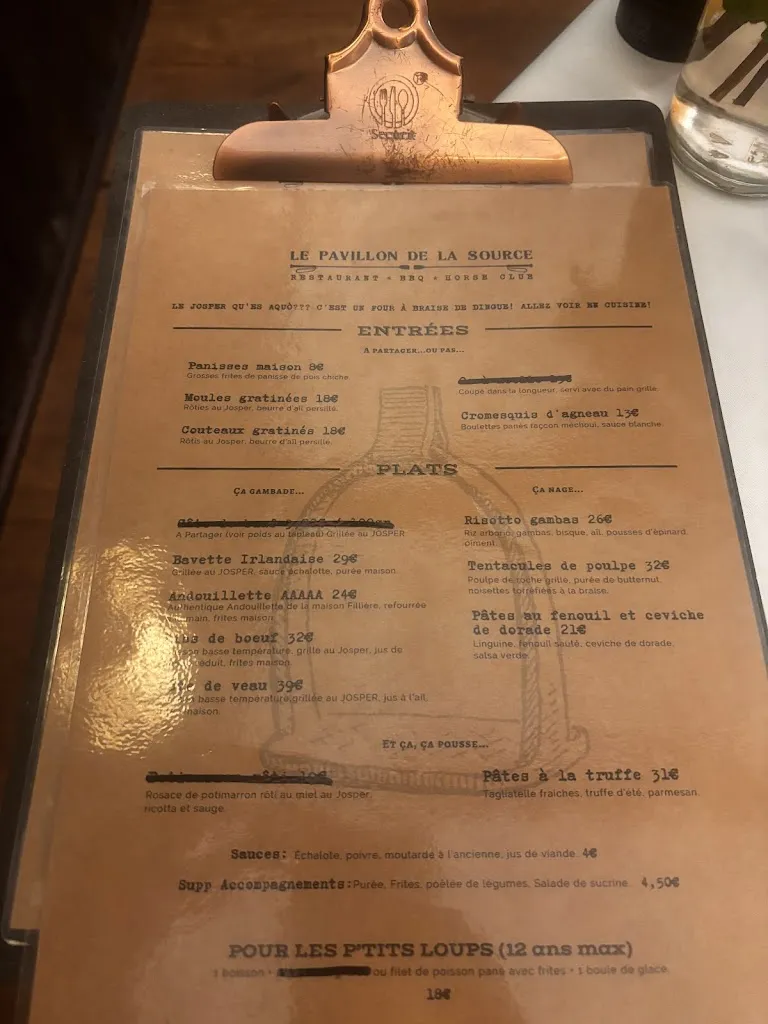 LE PAVILLON DE LA SOURCE
RESTAURANT • BBQ • HORSE CLUB
LE JOSPER QU'ES AQUÒ??? C'EST UN FOUR À BRAISE DE DINGUE! ALLEZ VOIR EN CUISINE!
ENTRÉES
A PARTAGER...OU PAS...
Panisses maison 8€
Grosses frites de panisse de pois chiche.
Moules gratinées 18€
Rôties au Josper, beurre d'ail persillé.
Couteaux gratinés 18€
Rôtis au Josper, beurre d'ail persillé.
Coupé dans la longueur, servi avec du pain grillé.
Cromesquis d'agneau 13€
Boulettes panés façon méchoui, sauce blanche.
PLATS
ÇA GAMBADE...
A Partager (voir poids au tableau) Grillée au JOSPER
Bavette Irlandaise 29€
Grillée au JOSPER, sauce échalote, purée maison.
Andouillette AAAAA 24€
Authentique Andouillette de la maison Fillière, refourrée
main, frites maison.
de boeuf 32€
basse température, grillé au Josper, jus de
frites maison.
de veau 39€
basse température, grillée au JOSPER, jus à l'ail,
maison.
ÇA NAGE...
Risotto gambas 26€
Riz arborio, gambas, bisque, ail, pousses d'épinard,
piment.
Tentacules de poulpe 32€
Poulpe de roche grillé, purée de butternut,
noisettes torréfiées à la braise.
Pâtes au fenouil et ceviche
de dorade 21€
Linguine, fenouil sauté, ceviche de dorade,
salsa verde.
ET ÇA, ÇA POUSSE...
Rosace de potimarron rôti au miel au Josper,
ricotta et sauge.
Pâtes à la truffe 31€
Tagliatelle fraiches, truffe d'été, parmesan.
Sauces: Échalote, poivre, moutarde à l'ancienne, jus de viande. 4€
Supp Accompagnements: Purée, Frites, poêlée de légumes, Salade de sucrine. 4,50€
POUR LES P'TITS LOUPS (12 ans max)
1 boisson • ou filet de poisson pané avec frites • 1 boule de glace.
18€